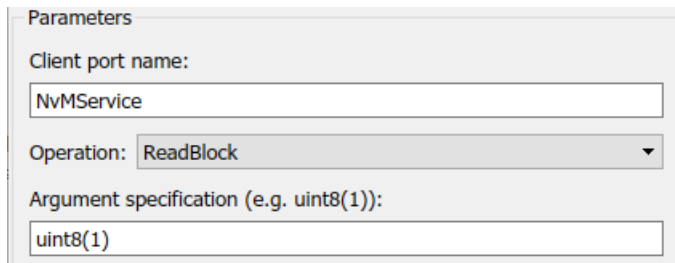 Parameters
Client port name:
NvMService
Operation: ReadBlock
Argument specification (e.g. uint8(1)):
uint8(1)